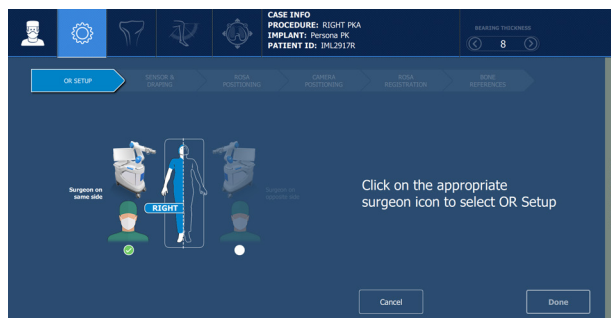 CASE INFO
PROCEDURE: RIGHT PKA
IMPLANT: Persona PK
PATIENT ID: IML2917R
BEARING THICKNESS
8
OR SETUP
SENSOR &
DRAPING
ROSA
POSITIONING
CAMERA
POSITIONING
ROSA
REGISTRATION
BONE
REFERENCES
Surgeon on
same side
RIGHT
Surgeon on
opposite side
Click on the appropriate
surgeon icon to select OR Setup
Cancel
Done